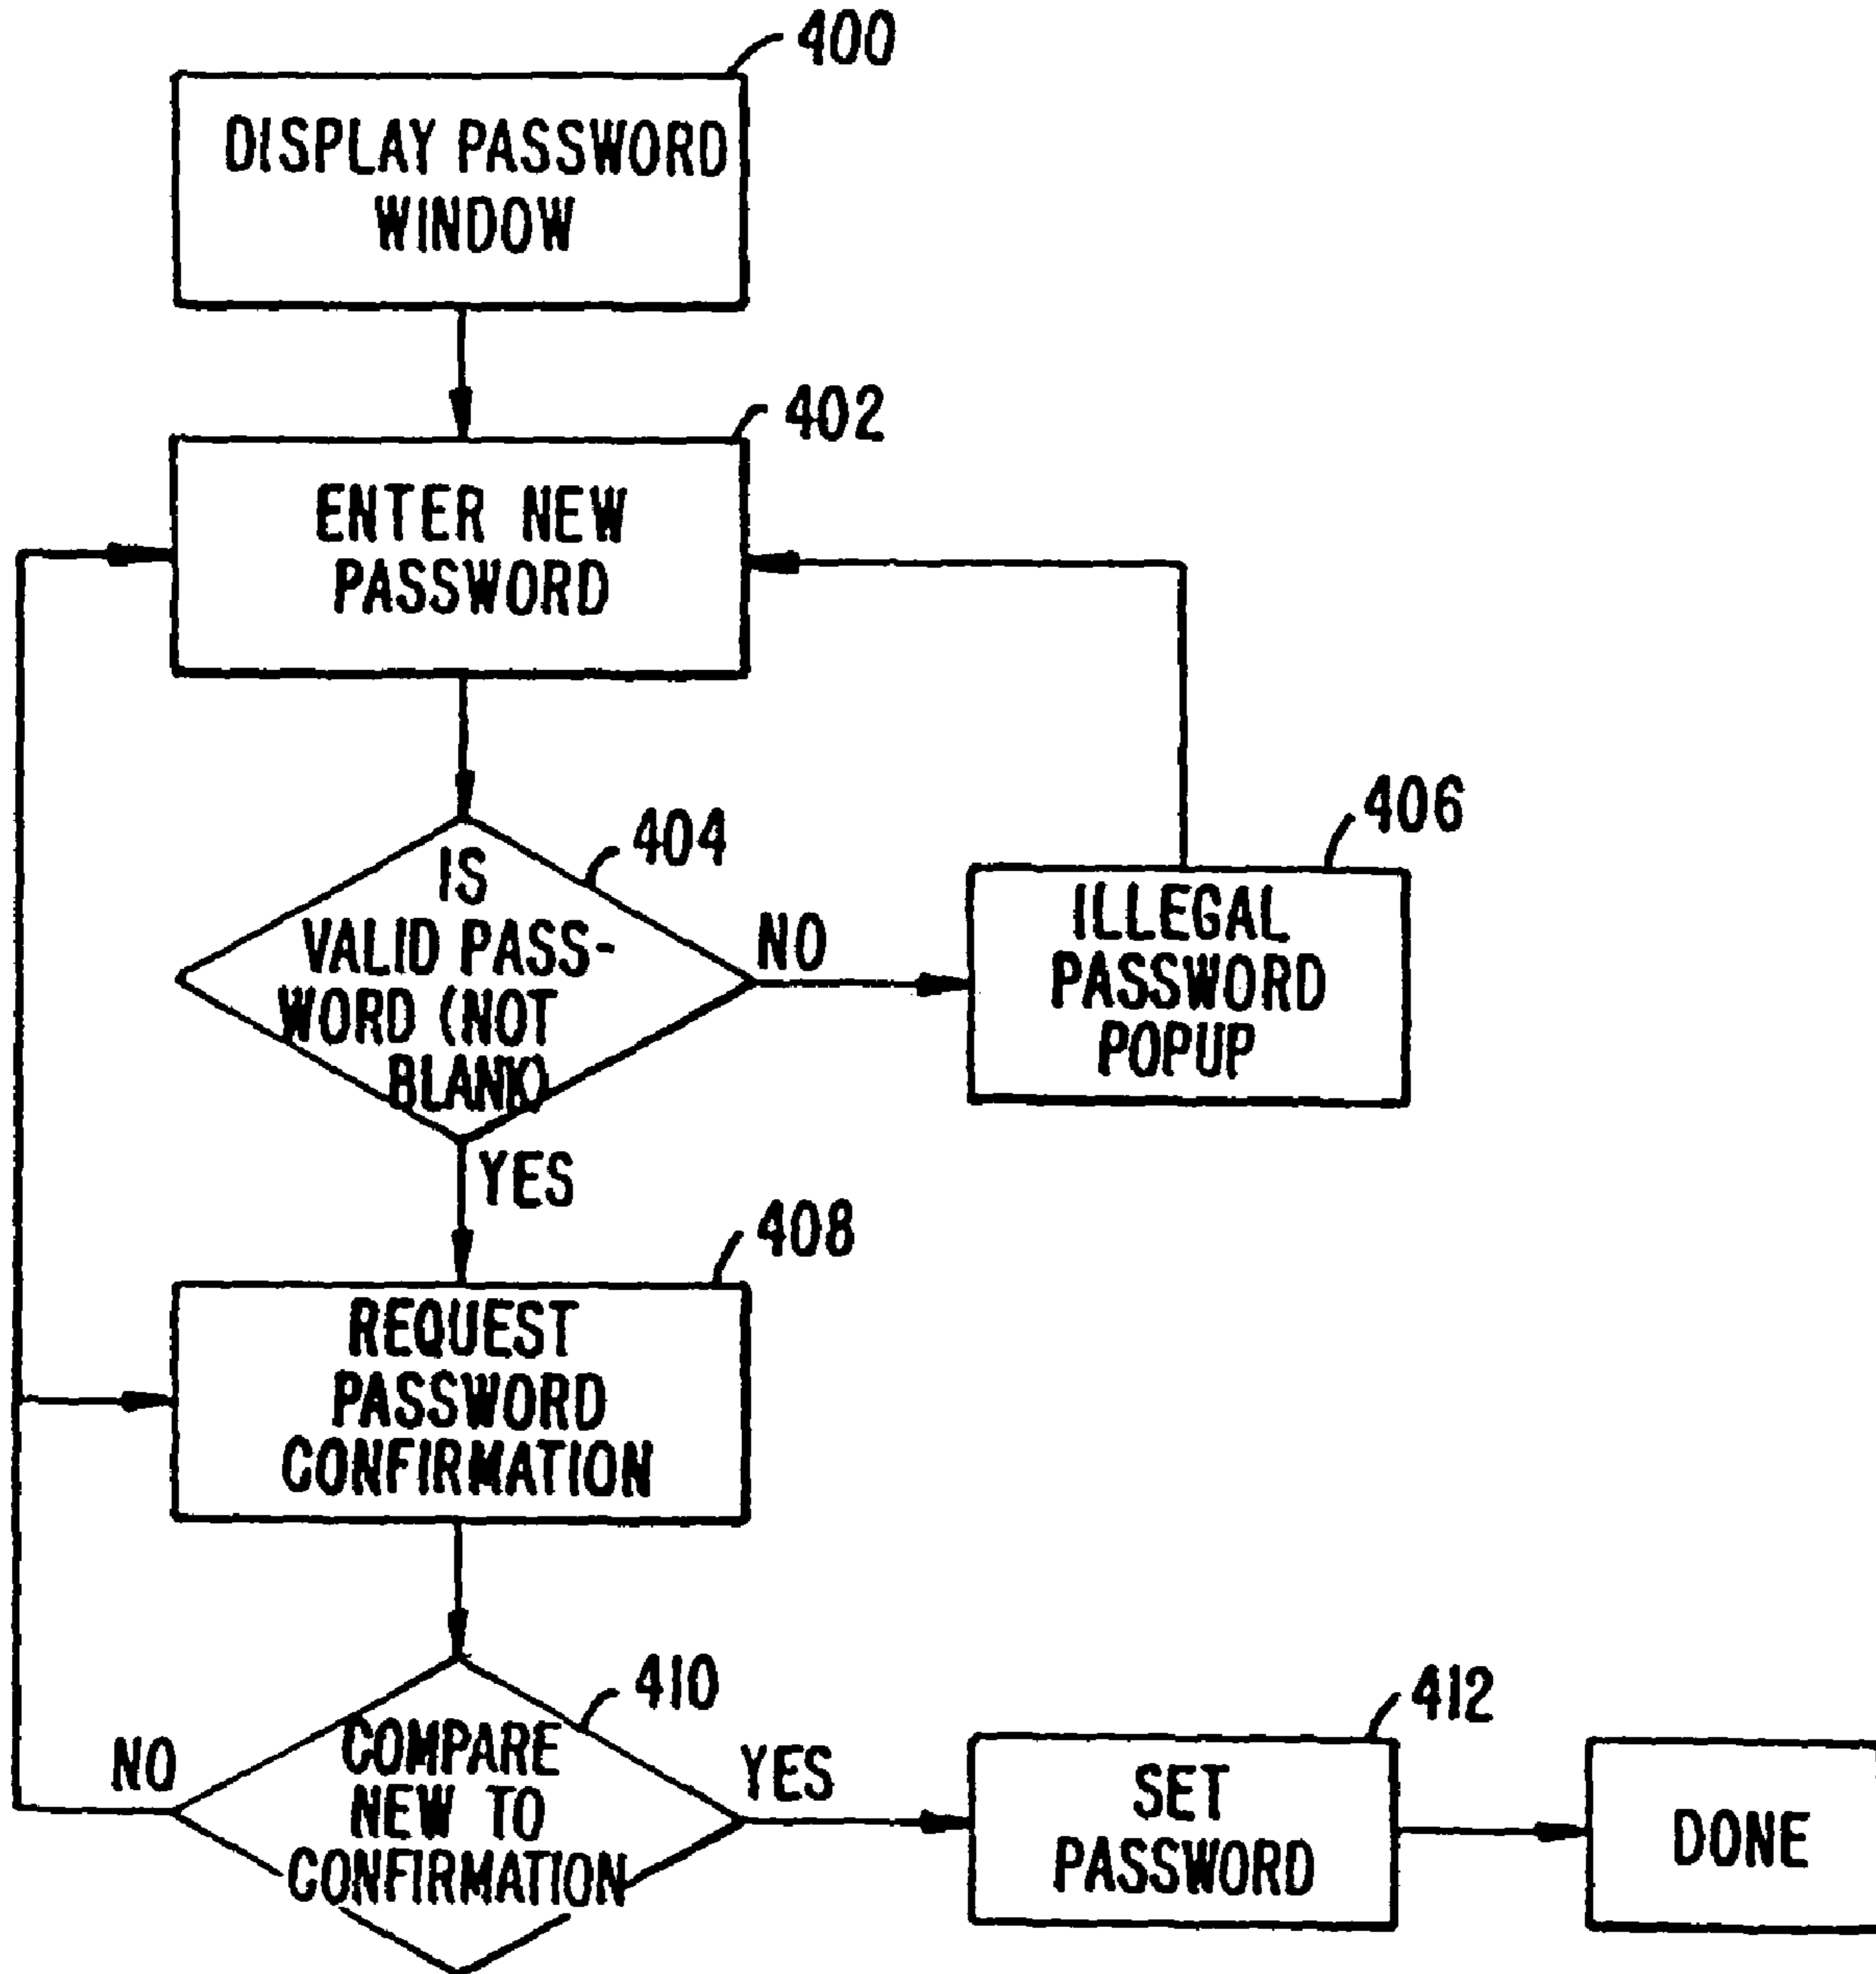 400
DISPLAY PASSWORD
WINDOW
402
ENTER NEW
PASSWORD
404
IS
VALID PASS-
WORD (NOT
BLANK)
NO
406
ILLEGAL
PASSWORD
POPUP
YES
408
REQUEST
PASSWORD
CONFIRMATION
410
COMPARE
NEW TO
CONFIRMATION
NO
YES
412
SET
PASSWORD
DONE